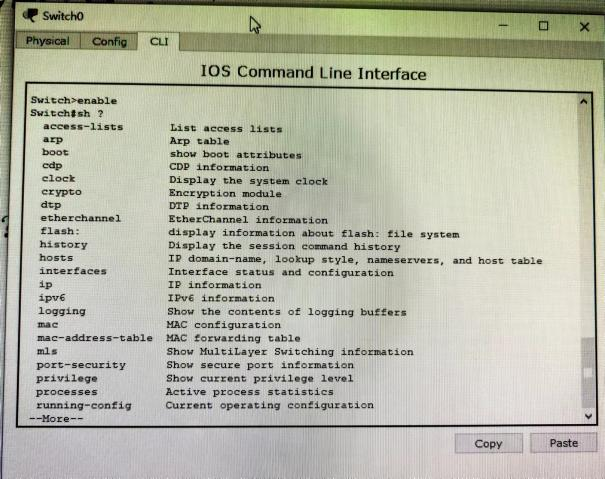 Switch0
Physical Config CLI
IOS Command Line Interface
Switch>enable
Switch#sh ?
access-lists List access lists
arp Arp table
boot show boot attributes
cdp CDP information
clock Display the system clock
crypto Encryption module
dtp DTP information
etherchannel EtherChannel information
flash: display information about flash: file system
history Display the session command history
hosts IP domain-name, lookup style, nameservers, and host table
interfaces Interface status and configuration
ip IP information
ipv6 IPv6 information
logging Show the contents of logging buffers
mac MAC configuration
mac-address-table MAC forwarding table
mls Show MultiLayer Switching information
port-security Show secure port information
privilege Show current privilege level
processes Active process statistics
running-config Current operating configuration
--More--
Copy Paste